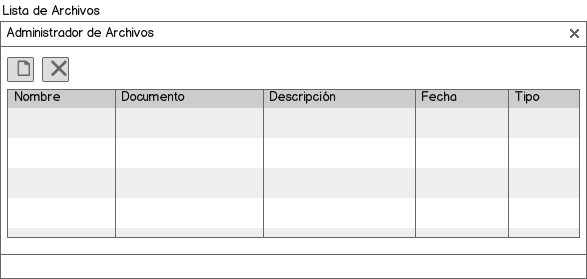 Lista de Archivos
Administrador de Archivos
Nombre Documento Descripción Fecha Tipo